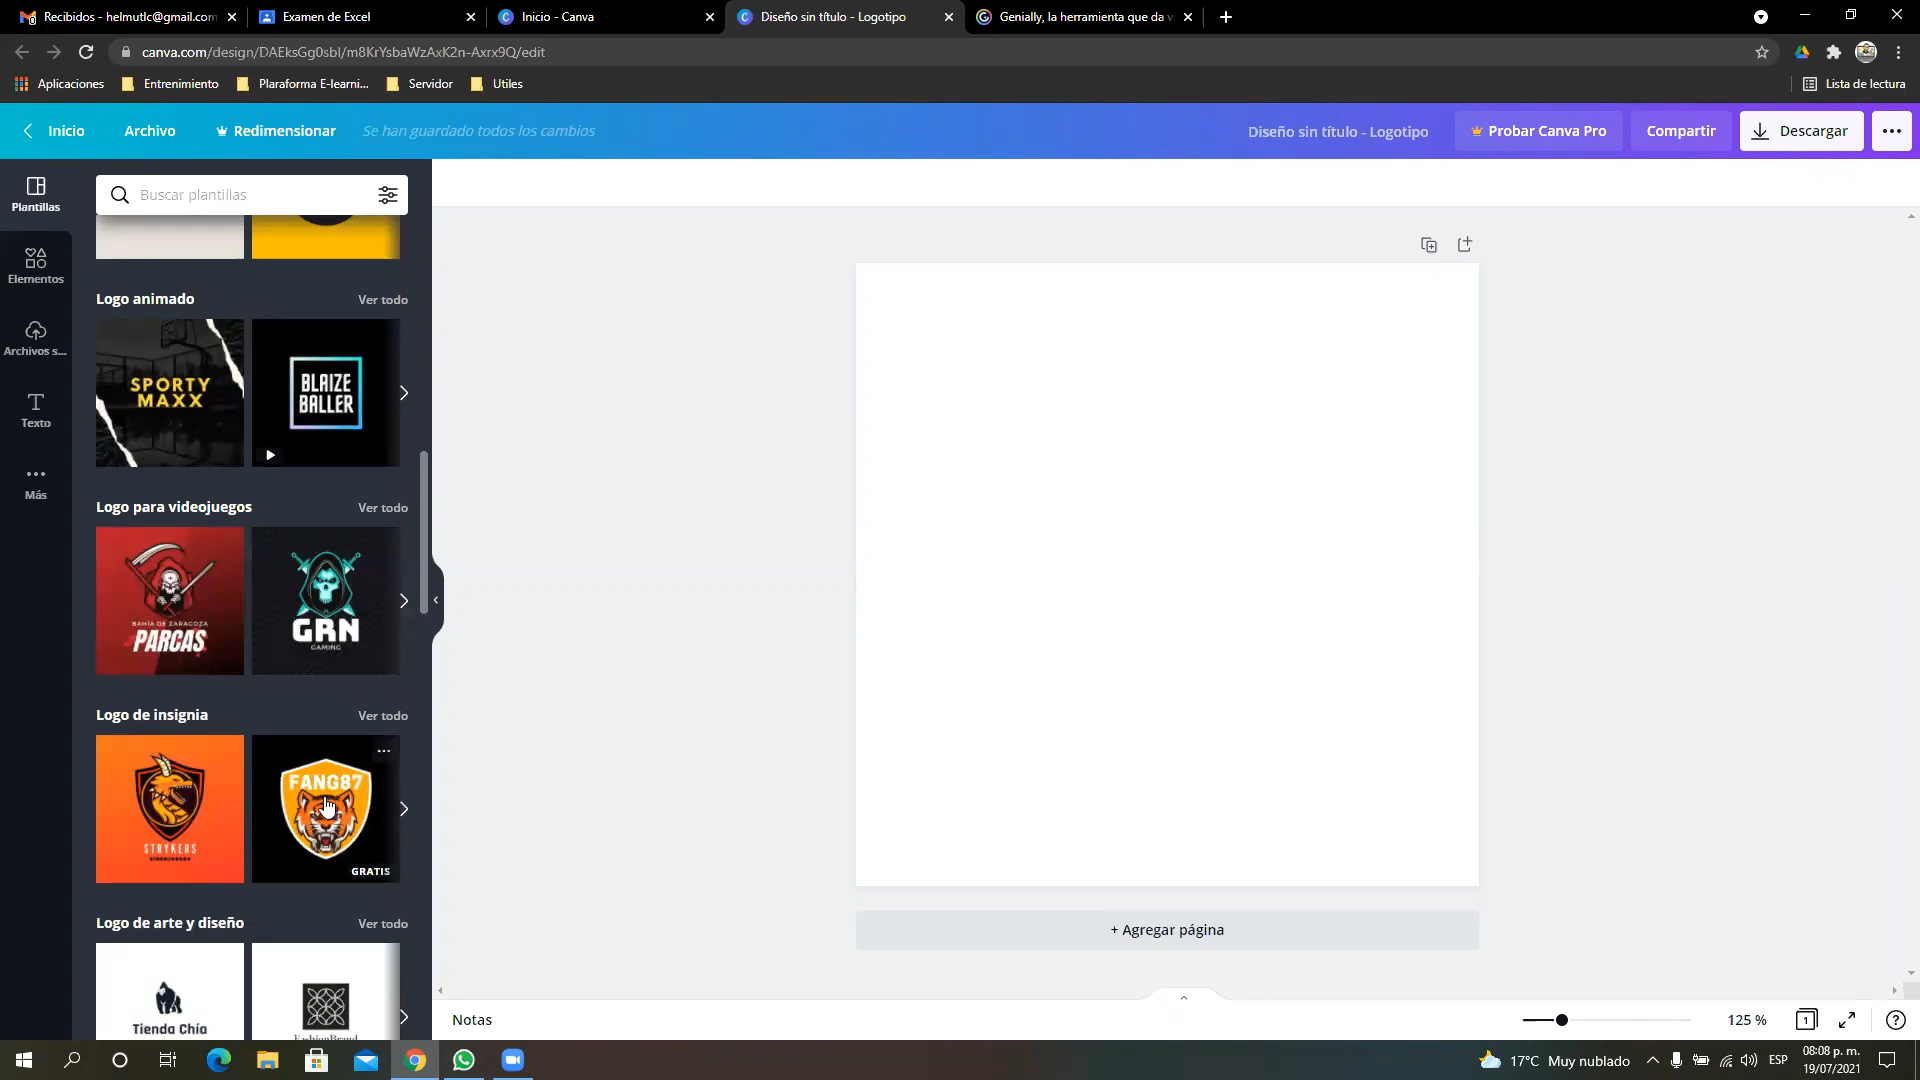 Recibidos - helmutlc@gmail.com
Examen de Excel
Inicio - Canva
Diseño sin título - Logotipo
Genially, la herramienta que da v
canva.com/design/DAEksGg0sbI/m8KrYsbaWzAxK2n-Axrx9Q/edit
Aplicaciones
Entrenimiento
Plaraforma E-learni...
Servidor
Utiles
Lista de lectura
Inicio
Archivo
Redimensionar
Se han guardado todos los cambios
Diseño sin título - Logotipo
Probar Canva Pro
Compartir
Descargar
Plantillas
Buscar plantillas
Elementos
Archivos s...
Texto
Más
Logo animado
Ver todo
SPORTY
MAXX
BLAIZE
BALLER
Logo para videojuegos
Ver todo
BAHÍA DE ZARAGOZA
PARCAS
GRN
GAMING
Logo de insignia
Ver todo
STRYKERS
VIDEOJUEGOS
FANG87
GRATIS
Logo de arte y diseño
Ver todo
Tienda Chía
+ Agregar página
Notas
125 %
1
17°C Muy nublado
ESP
08:08 p. m.
19/07/2021